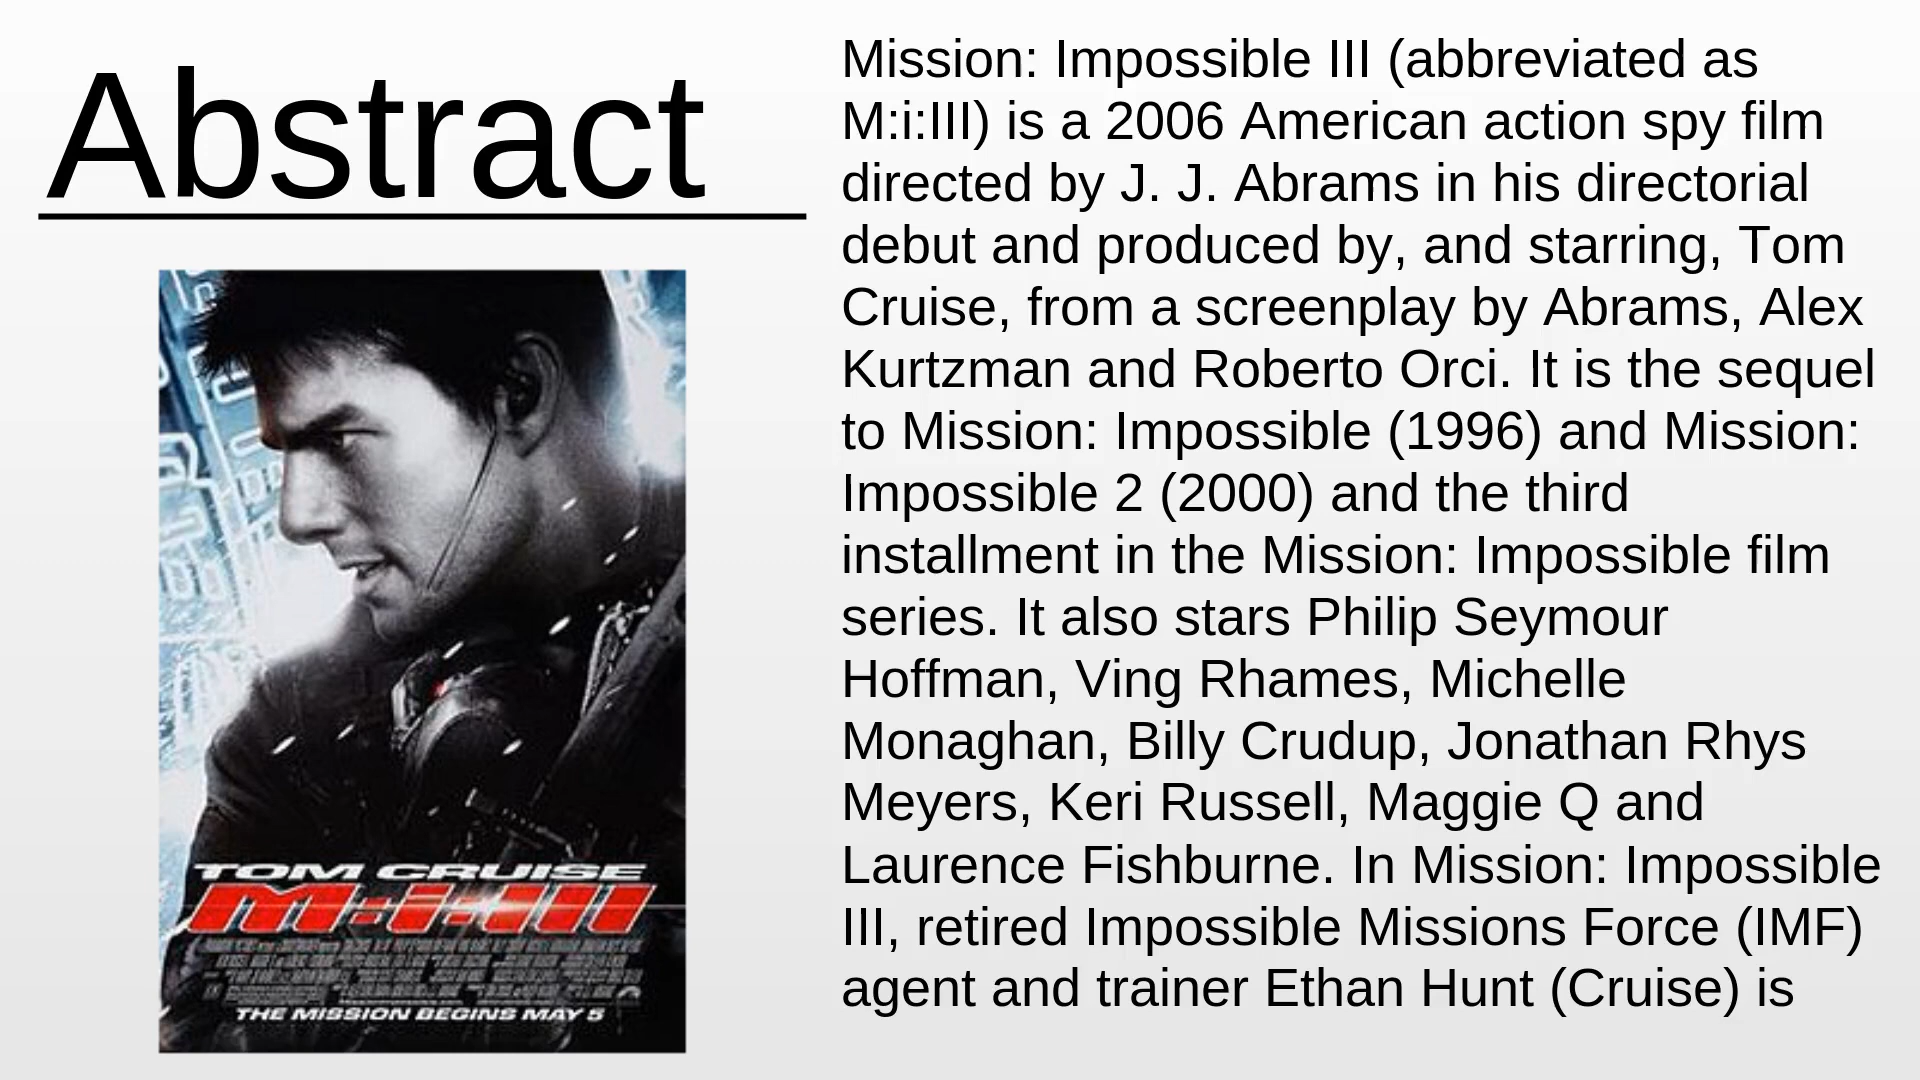 Abstract
Mission: Impossible III (abbreviated as
M:i:III) is a 2006 American action spy film
directed by J. J. Abrams in his directorial
debut and produced by, and starring, Tom
Cruise, from a screenplay by Abrams, Alex
Kurtzman and Roberto Orci. It is the sequel
to Mission: Impossible (1996) and Mission:
Impossible 2 (2000) and the third
installment in the Mission: Impossible film
series. It also stars Philip Seymour
Hoffman, Ving Rhames, Michelle
Monaghan, Billy Crudup, Jonathan Rhys
Meyers, Keri Russell, Maggie Q and
Laurence Fishburne. In Mission: Impossible
III, retired Impossible Missions Force (IMF)
agent and trainer Ethan Hunt (Cruise) is
TOM CRUISE
M:i:III
THE MISSION BEGINS MAY 5